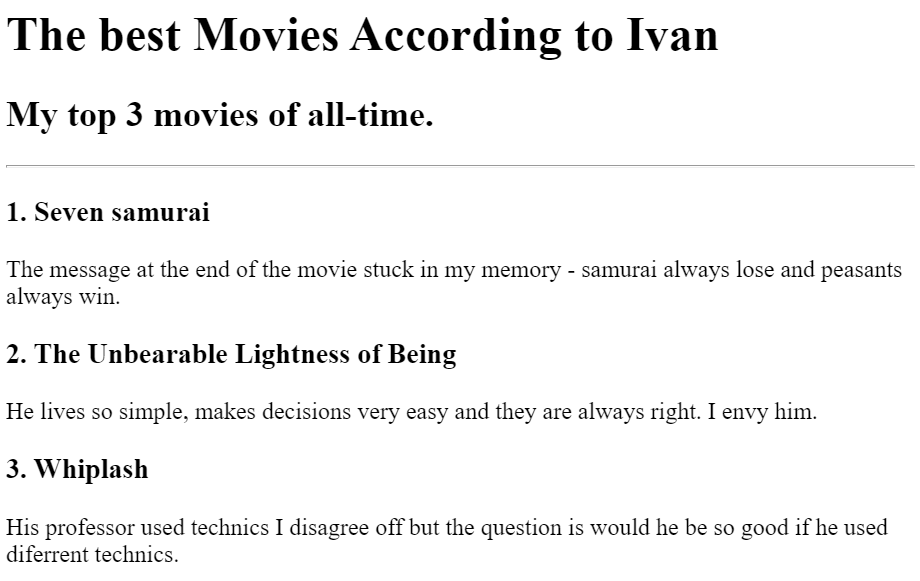 The best Movies According to Ivan
My top 3 movies of all-time.
1. Seven samurai
The message at the end of the movie stuck in my memory - samurai always lose and peasants
always win.
2. The Unbearable Lightness of Being
He lives so simple, makes decisions very easy and they are always right. I envy him.
3. Whiplash
His professor used technics I disagree off but the question is would he be so good if he used
diferrent technics.